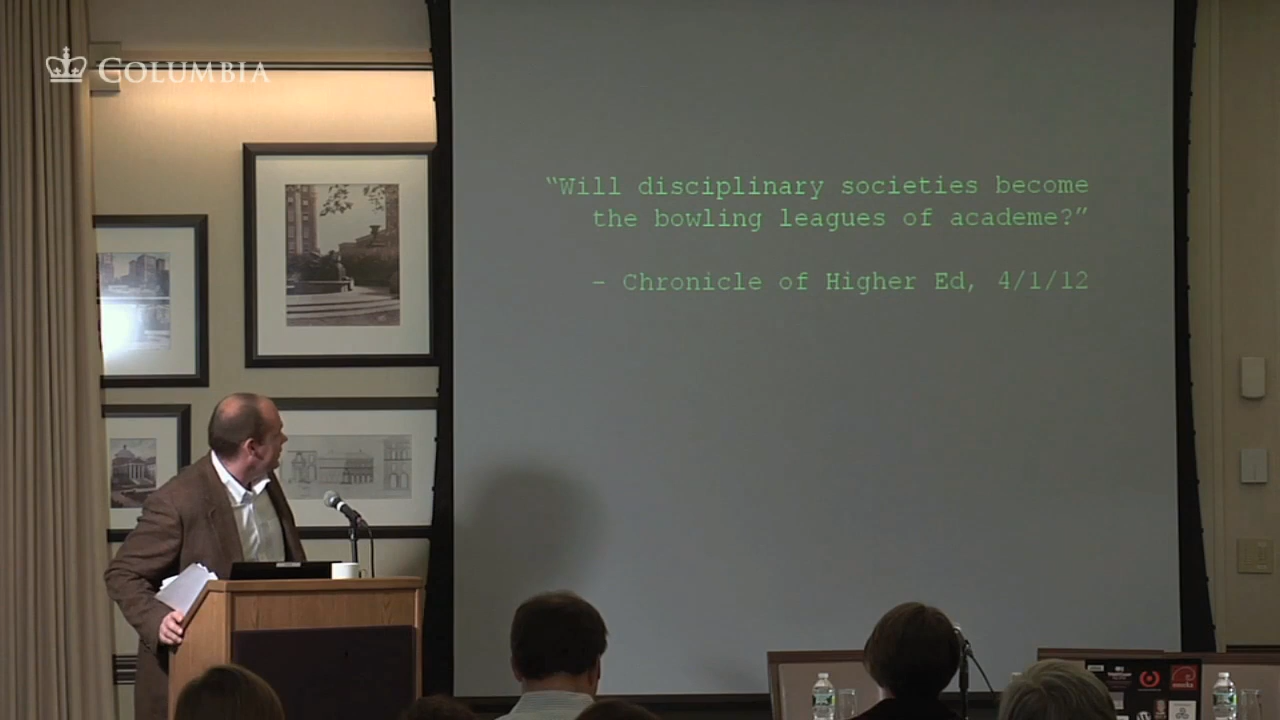 COLUMBIA
“Will disciplinary societies become
the bowling leagues of academe?”
– Chronicle of Higher Ed, 4/1/12